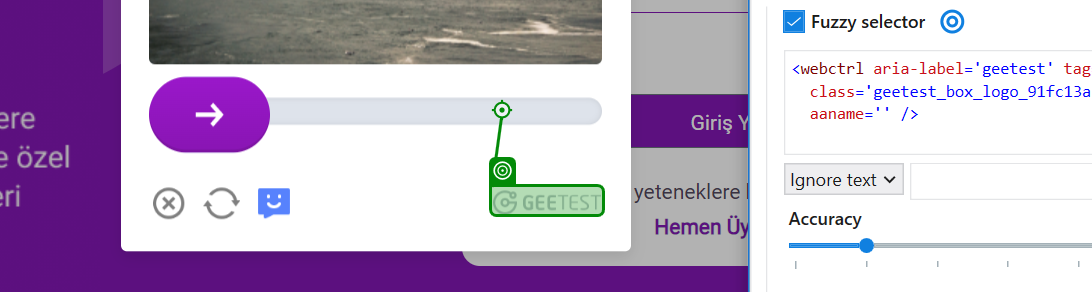 Fuzzy selector
<webctrl aria-label='geetest' tag
class='geetest_box_logo_91fc13a
aaname='' />
Ignore text
Accuracy
ere
e özel
eri
Giriş Y
yeteneklere
Hemen Üy
GEETEST